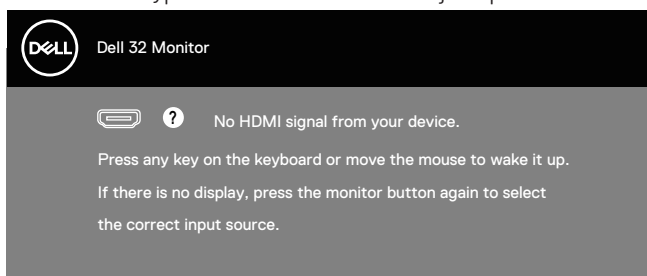 DELL
Dell 32 Monitor
?
No HDMI signal from your device.
Press any key on the keyboard or move the mouse to wake it up.
If there is no display, press the monitor button again to select
the correct input source.